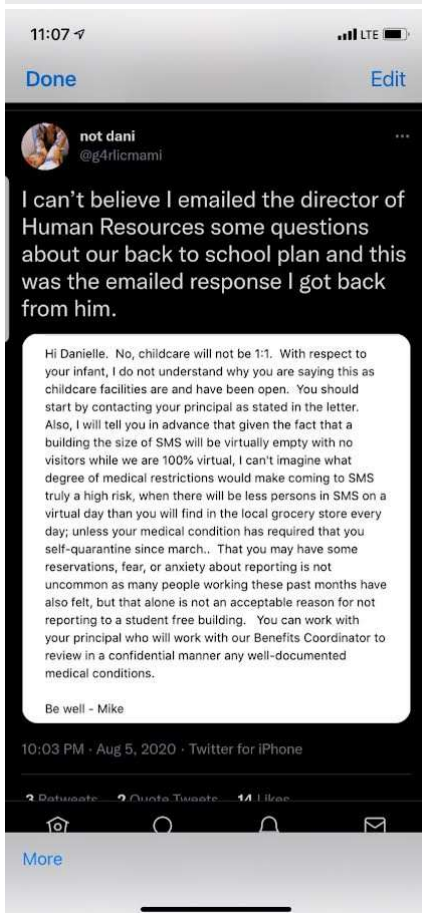 11:07
LTE
Done
Edit
not dani
@g4rlicmami
I can't believe I emailed the director of
Human Resources some questions
about our back to school plan and this
was the emailed response I got back
from him.
Hi Danielle.  No, childcare will not be 1:1.  With respect to
your infant, I do not understand why you are saying this as
childcare facilities are and have been open.  You should
start by contacting your principal as stated in the letter.
Also, I will tell you in advance that given the fact that a
building the size of SMS will be virtually empty with no
visitors while we are 100% virtual, I can't imagine what
degree of medical restrictions would make coming to SMS
truly a high risk, when there will be less persons in SMS on a
virtual day than you will find in the local grocery store every
day; unless your medical condition has required that you
self-quarantine since march..  That you may have some
reservations, fear, or anxiety about reporting is not
uncommon as many people working these past months have
also felt, but that alone is not an acceptable reason for not
reporting to a student free building.   You can work with
your principal who will work with our Benefits Coordinator to
review in a confidential manner any well-documented
medical conditions.
Be well - Mike
10:03 PM · Aug 5, 2020 · Twitter for iPhone
3 Retweets 2 Quote Tweets 14 Likes
More